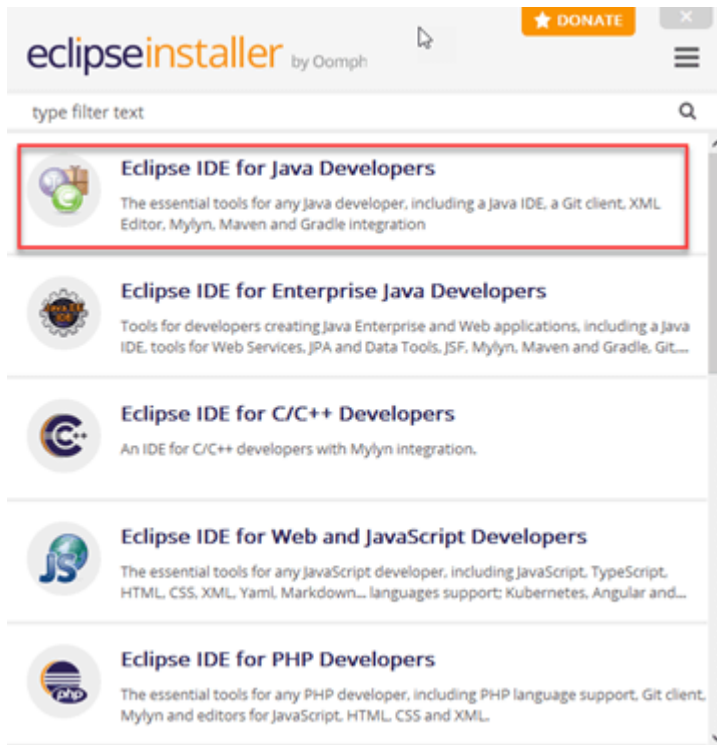 DONATE
eclipseinstaller by Oomph
type filter text
Eclipse IDE for Java Developers
The essential tools for any Java developer, including a Java IDE, a Git client, XML
Editor, Mylyn, Maven and Gradle integration
Eclipse IDE for Enterprise Java Developers
Tools for developers creating Java Enterprise and Web applications, including a Java
IDE, tools for Web Services, JPA and Data Tools, JSF, Mylyn, Maven and Gradle, Git,...
Eclipse IDE for C/C++ Developers
An IDE for C/C++ developers with Mylyn integration.
Eclipse IDE for Web and JavaScript Developers
The essential tools for any JavaScript developer, including JavaScript, TypeScript,
HTML, CSS, XML, Yaml, Markdown... languages support; Kubernetes, Angular and...
Eclipse IDE for PHP Developers
The essential tools for any PHP developer, including PHP language support, Git client,
Mylyn and editors for JavaScript, HTML, CSS and XML.
JAVA EE
IDE
C++
JS
php